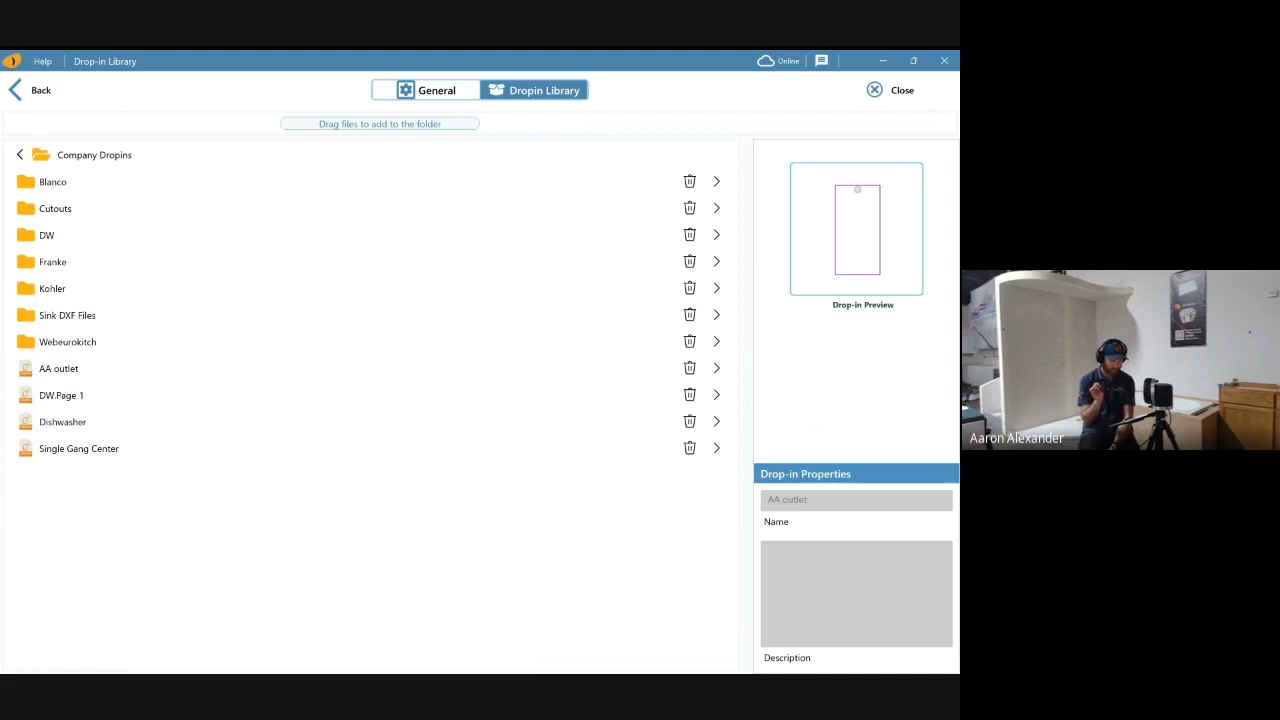 Help
Drop-in Library
Online
Back
General
Dropin Library
Close
Drag files to add to the folder
Company Dropins
Blanco
Cutouts
DW
Franke
Kohler
Sink DXF Files
Webeurokitch
AA outlet
DW.Page 1
Dishwasher
Single Gang Center
Drop-in Preview
Drop-in Properties
AA outlet
Name
Description
Aaron Alexander